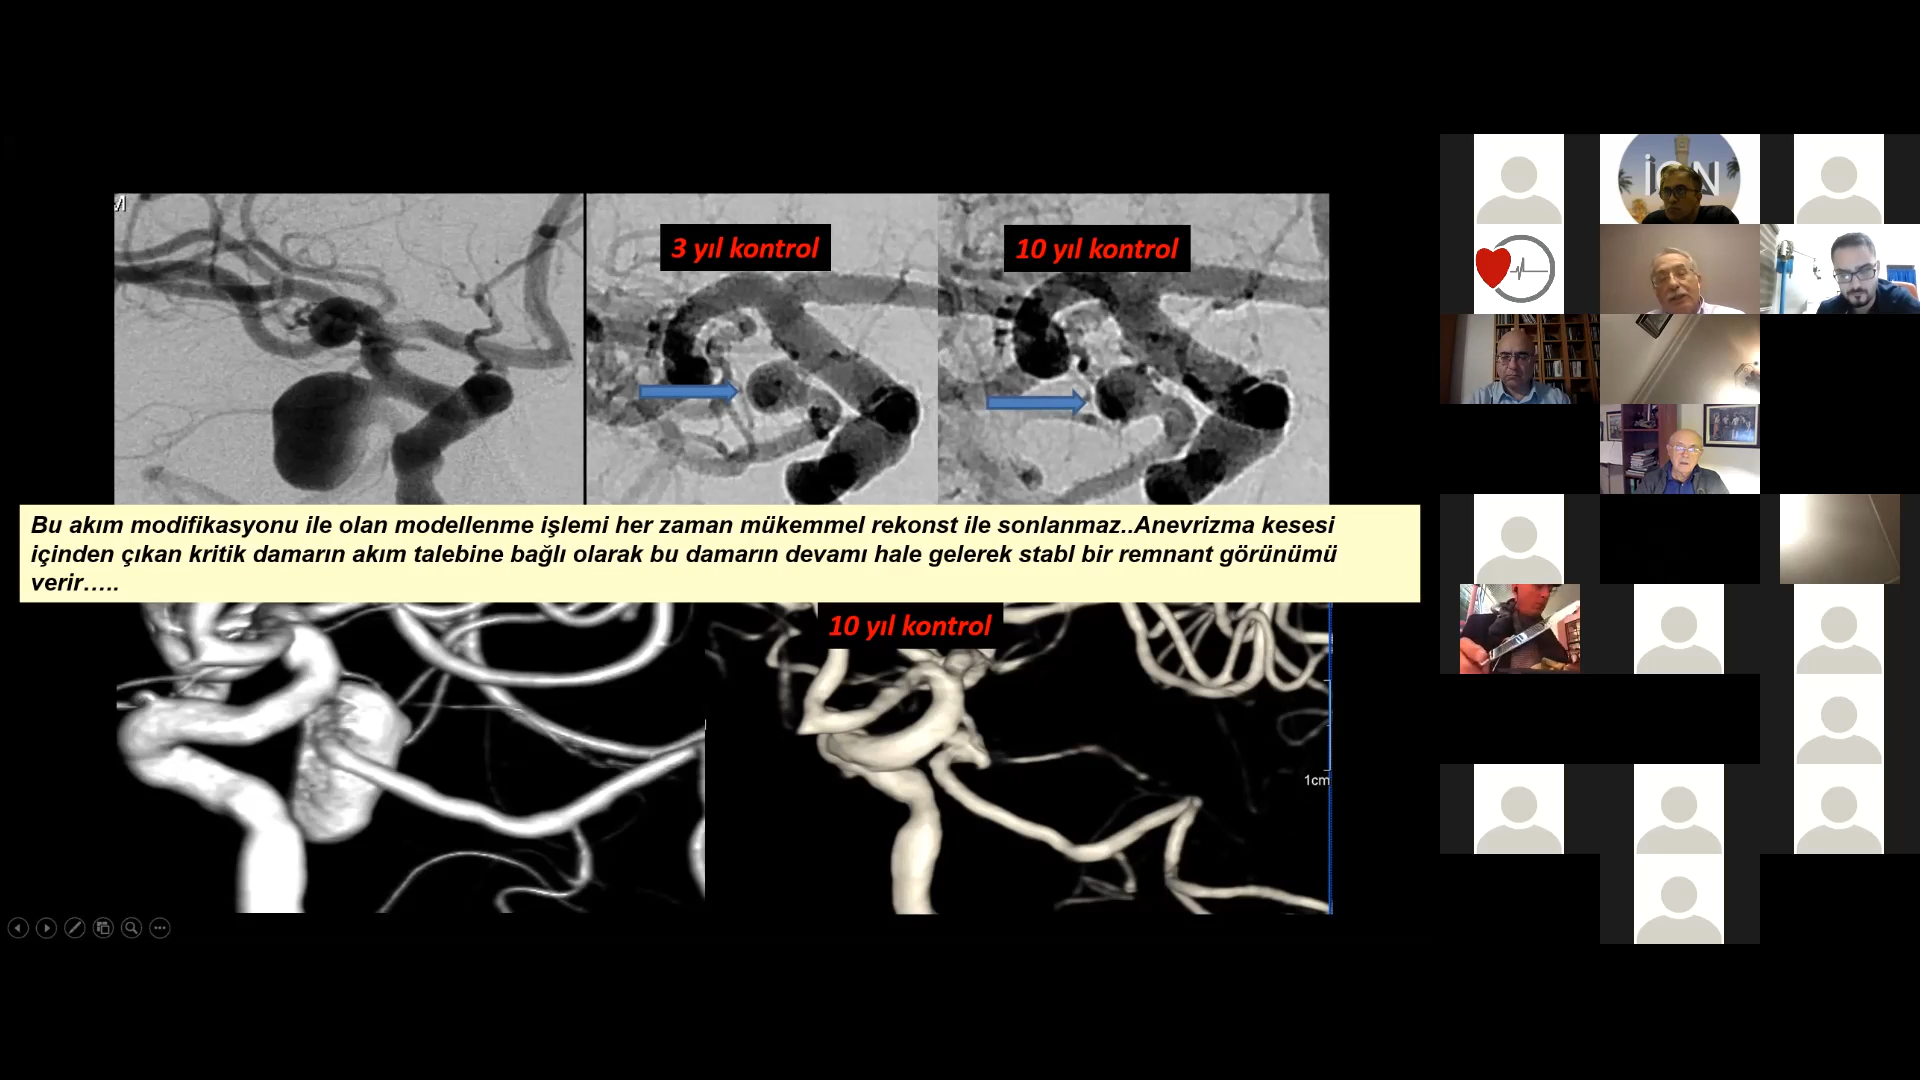 3 yıl kontrol
10 yıl kontrol
Bu akım modifikasyonu ile olan modellenme işlemi her zaman mükemmel rekonst ile sonlanmaz..Anevrizma kesesi
içinden çıkan kritik damarın akım talebine bağlı olarak bu damarın devamı hale gelerek stabl bir remnant görünümü
verir…..
10 yıl kontrol
1cm